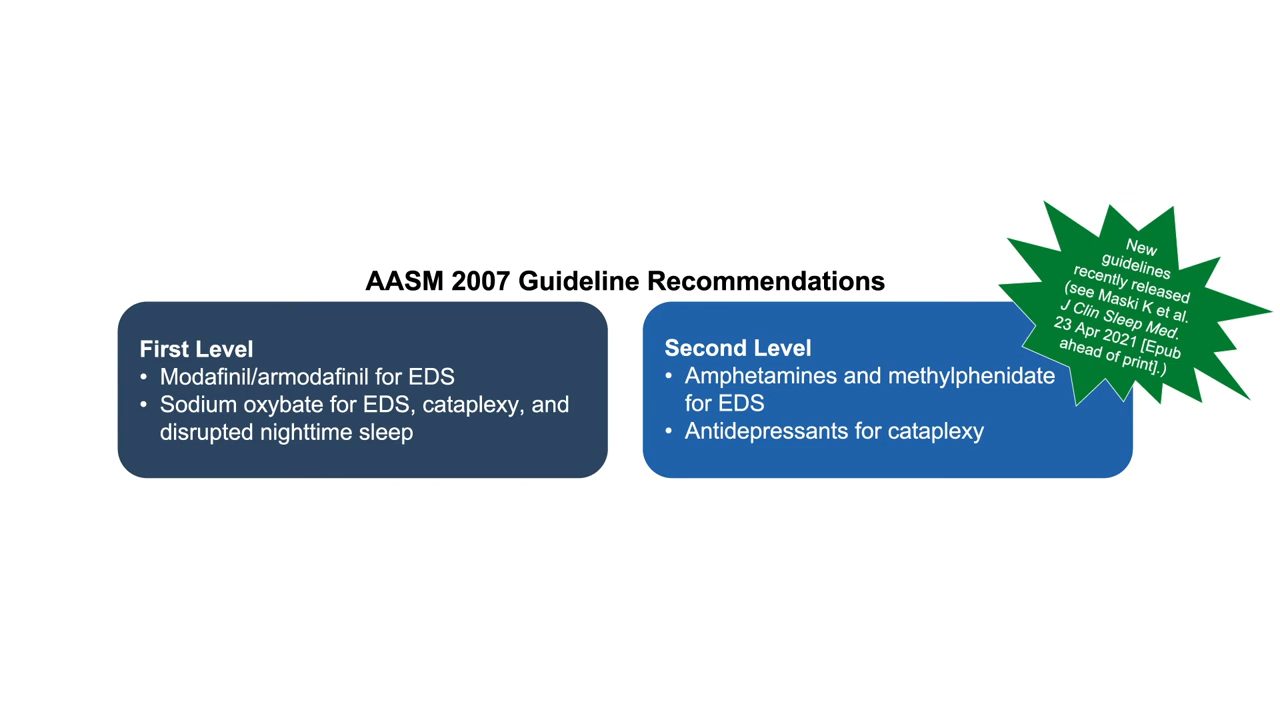 AASM 2007 Guideline Recommendations
First Level
• Modafinil/armodafinil for EDS
• Sodium oxybate for EDS, cataplexy, and
disrupted nighttime sleep
Second Level
• Amphetamines and methylphenidate
for EDS
• Antidepressants for cataplexy
New
guidelines
recently released
(see Maski K et al.
J Clin Sleep Med.
23 Apr 2021 [Epub
ahead of print].)